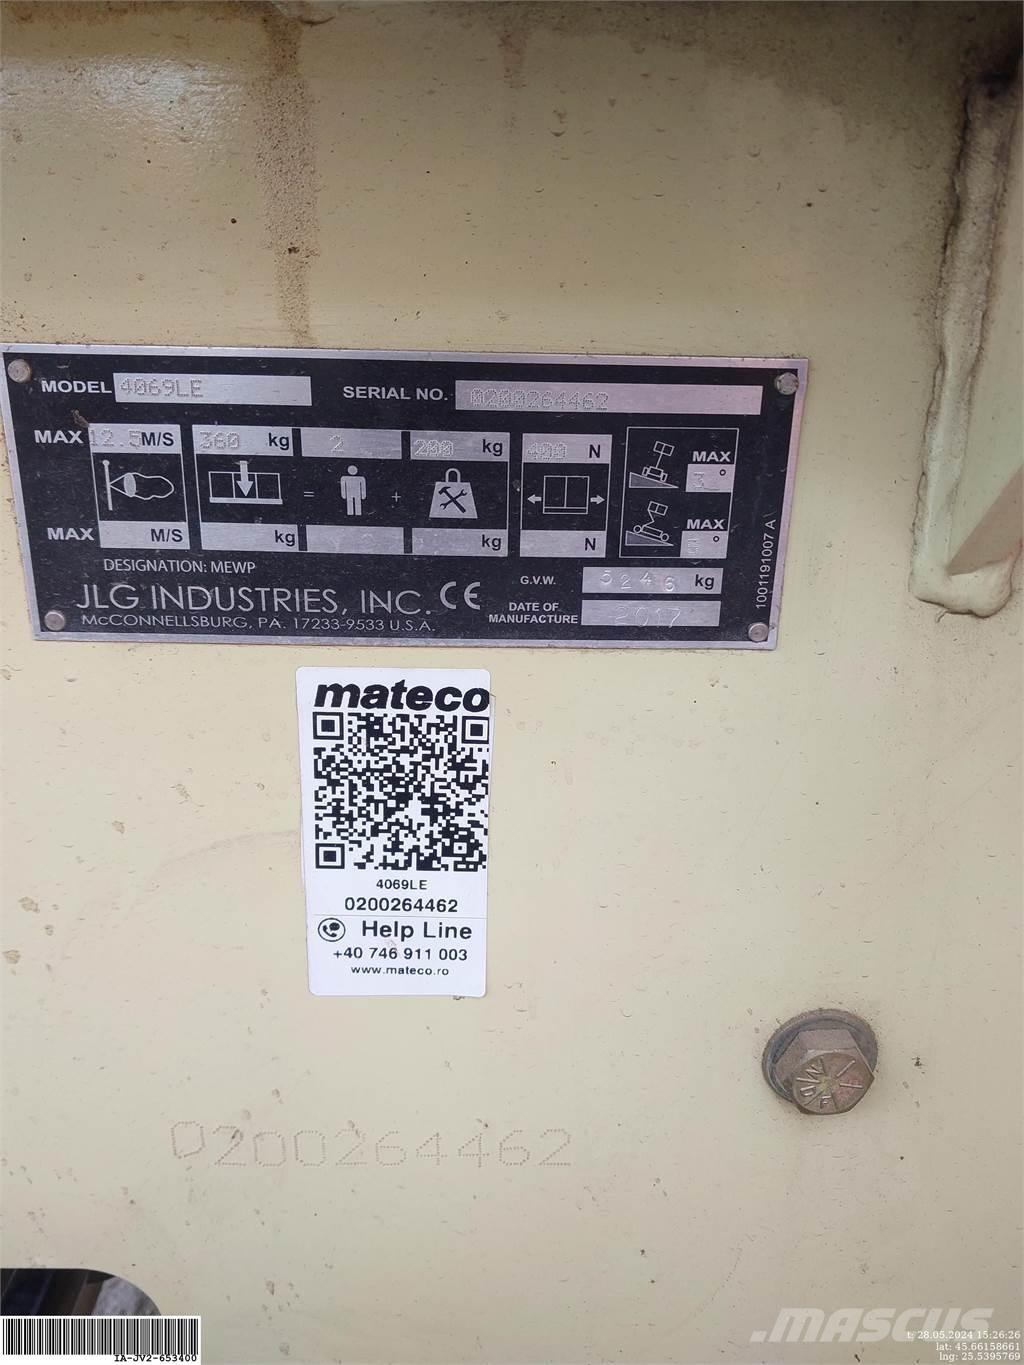 MODEL 4069LE SERIAL NO. 0200264462
MAX 12.5 M/S 360 kg 2 200 kg 400 N MAX 3°
= +
MAX M/S kg kg N MAX °
DESIGNATION: MEWP
G.V.W. 5246 kg
JLG INDUSTRIES, INC. CE
McCONNELLSBURG, PA. 17233-9533 U.S.A.
DATE OF
MANUFACTURE 2017
1001191007 A
mateco
4069LE
0200264462
Help Line
+40 746 911 003
www.mateco.ro
0200264462
IA-JV2-653400
MASCUS
t: 28.05.2024 15:26:26
lat: 45.66158661
lng: 25.5395769